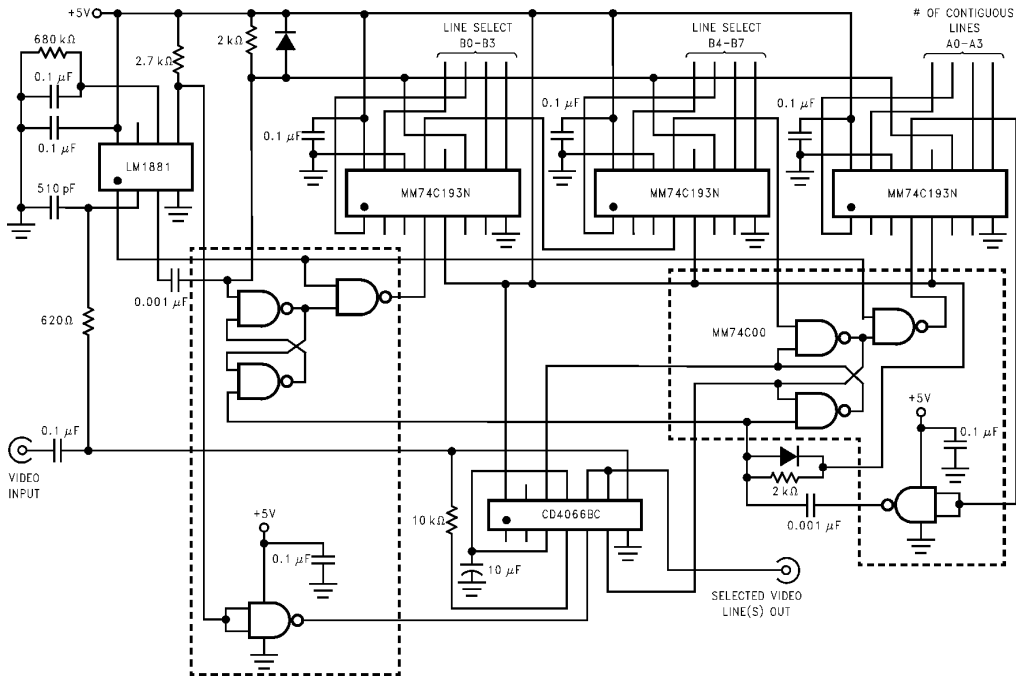 +5V
680 kΩ
0.1 μF
0.1 μF
510 pF
2.7 kΩ
LM1881
2 kΩ
0.001 μF
620Ω
LINE SELECT
B0-B3
LINE SELECT
B4-B7
# OF CONTIGUOUS
LINES
A0-A3
0.1 μF
0.1 μF
0.1 μF
MM74C193N
MM74C193N
MM74C193N
MM74C00
+5V
0.1 μF
2 kΩ
0.001 μF
0.1 μF
VIDEO
INPUT
10 kΩ
CD4066BC
10 μF
+5V
0.1 μF
SELECTED VIDEO
LINE(S) OUT